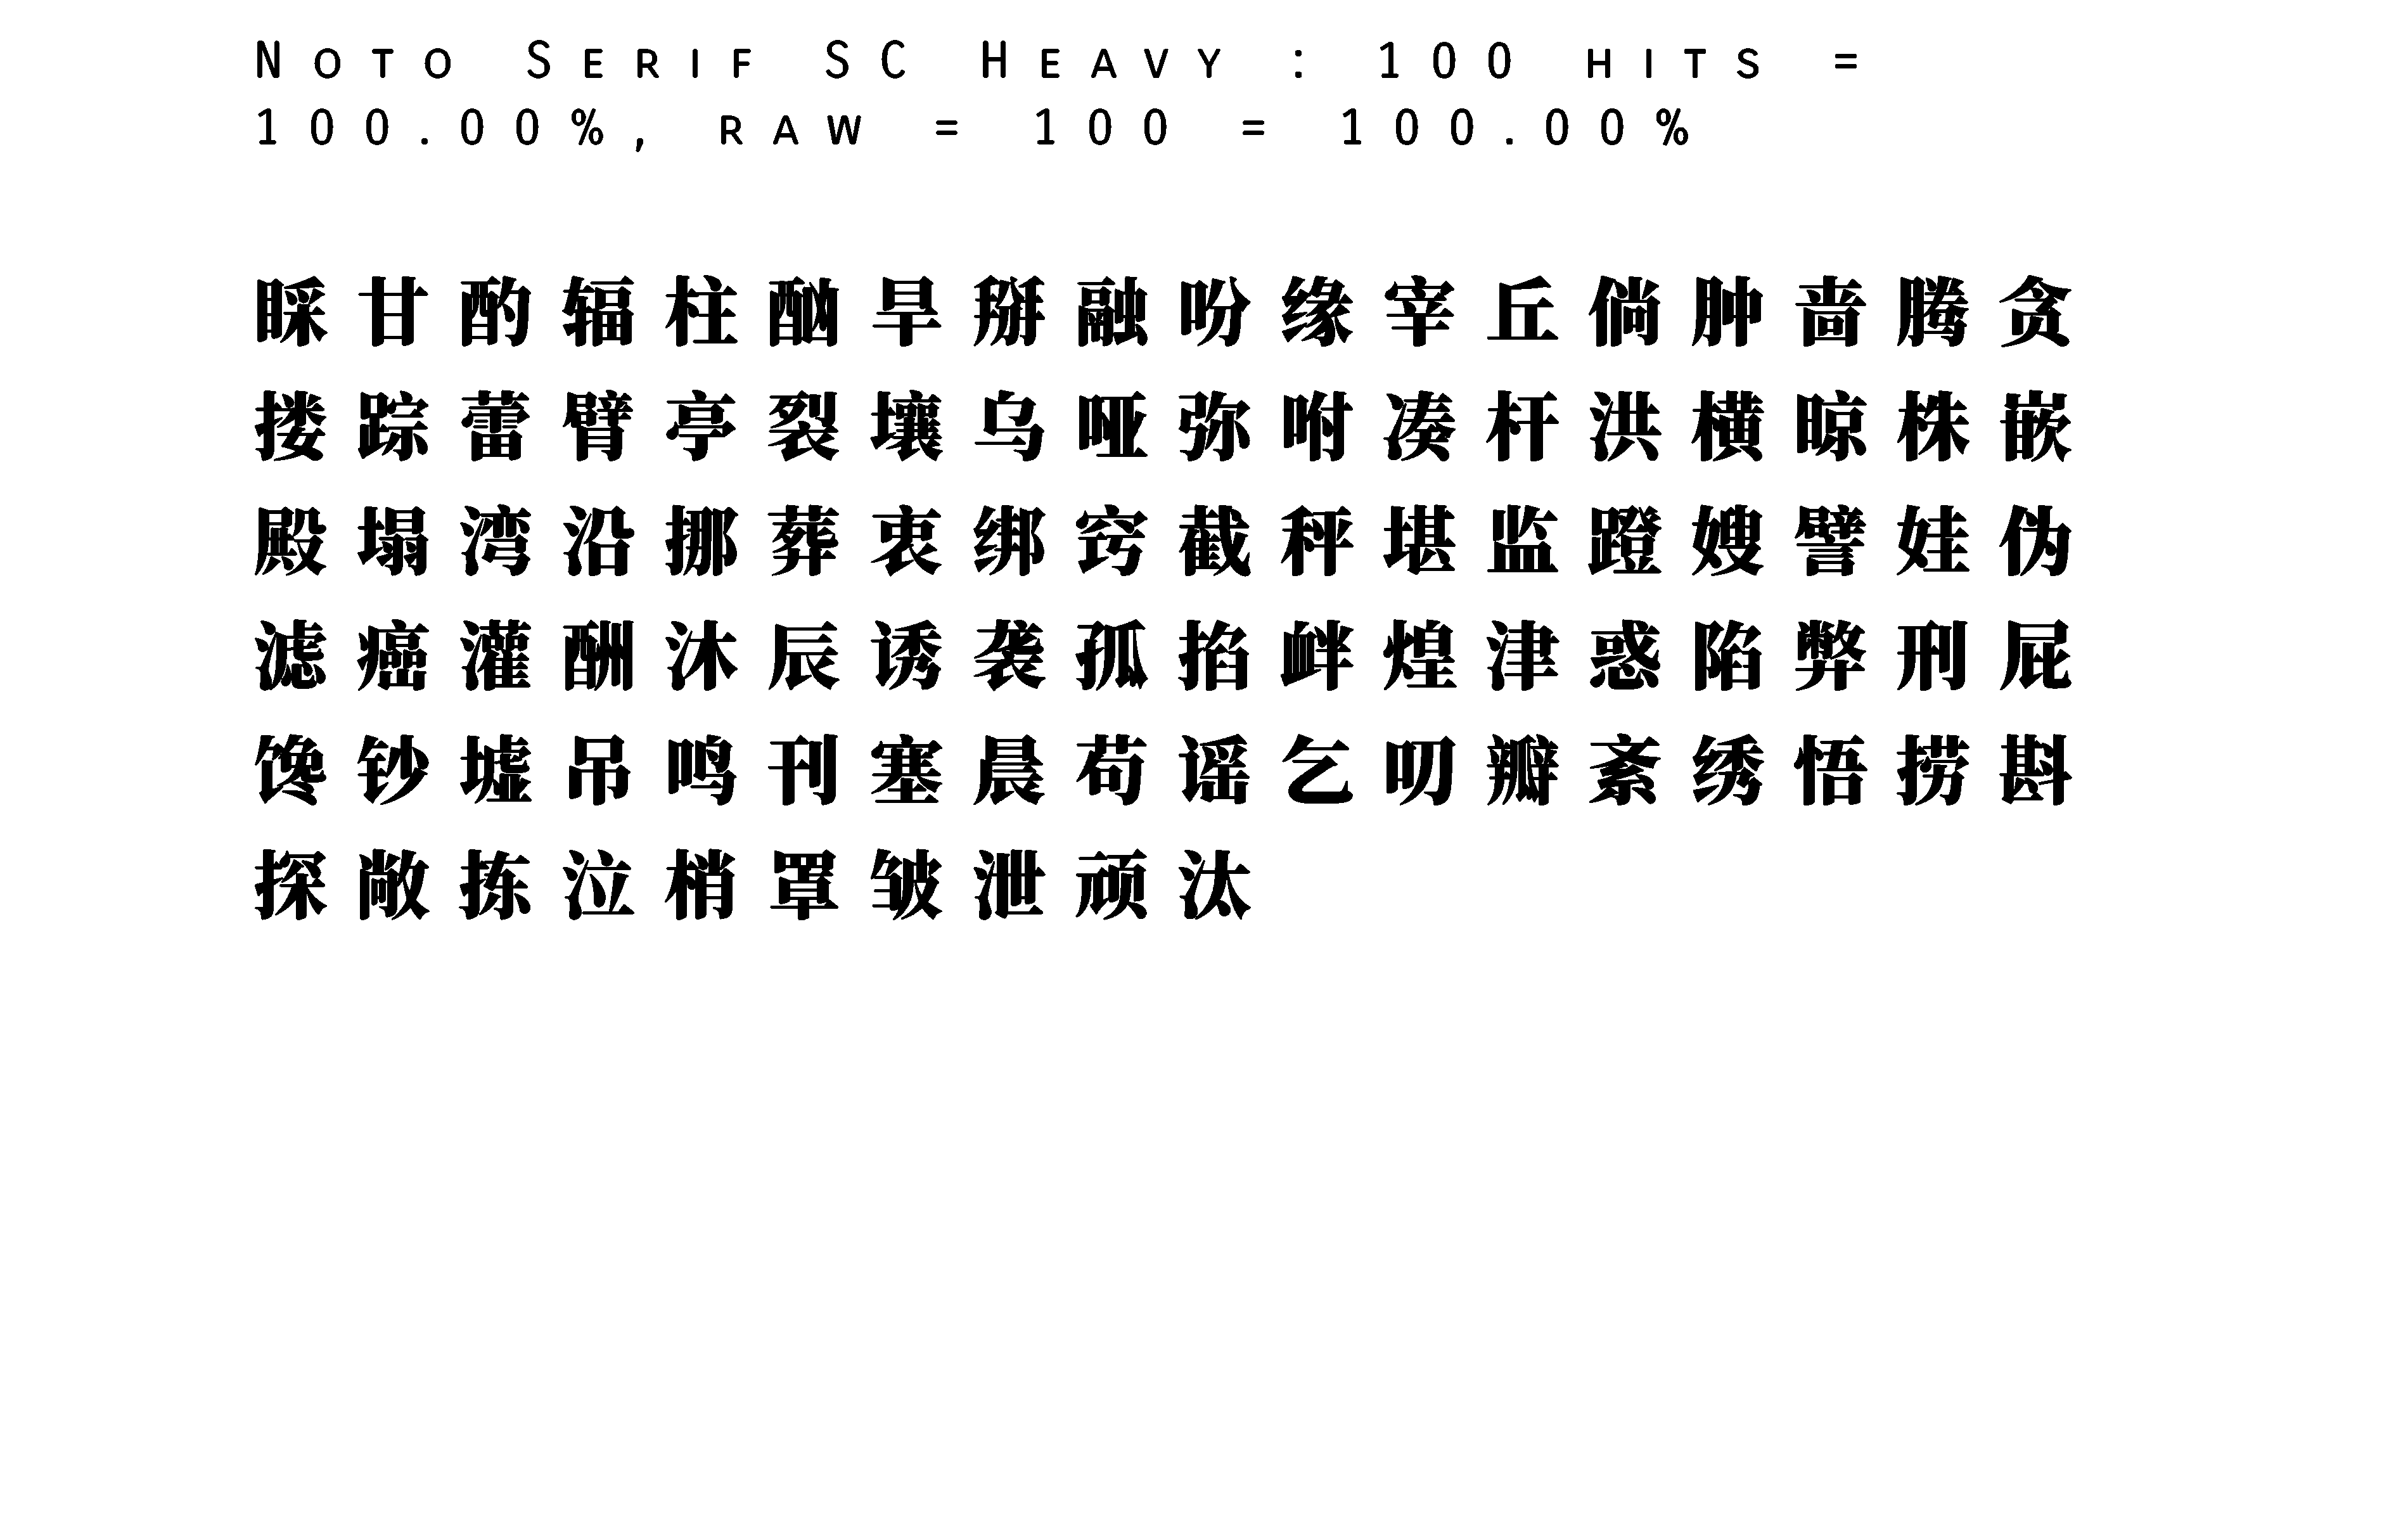 Noto Serif SC Heavy : 100 hits =
100.00%, raw = 100 = 100.00%
睬甘酌辐柱酗旱掰融吩缘宰丘倘肿啬腾贪
搂踪蕾臂亭裂壤乌哑弥咐凑杆洪横晾株嵌
殿塌湾沿挪葬衷绑窍截秤堪监蹬嫂譬娃伪
滤癌灌酬沐辰诱袭孤掐衅煌津惑陷弊刑屁
馋钞墟吊鸣刊塞晨苟谣乞叨瓣紊绣悟捞斟
探敞拣泣梢罩皱泄顽汰